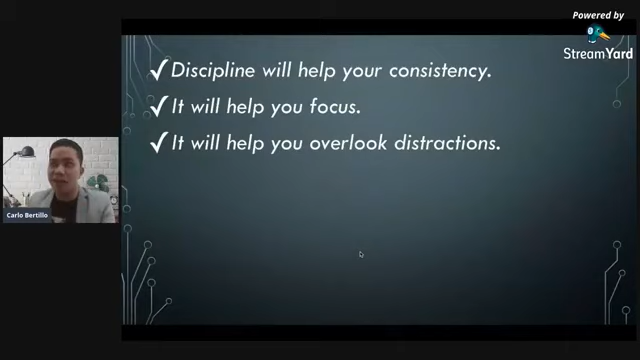 Powered by
StreamYard
✓ Discipline will help your consistency.
✓ It will help you focus.
✓ It will help you overlook distractions.
Carlo Bertillo